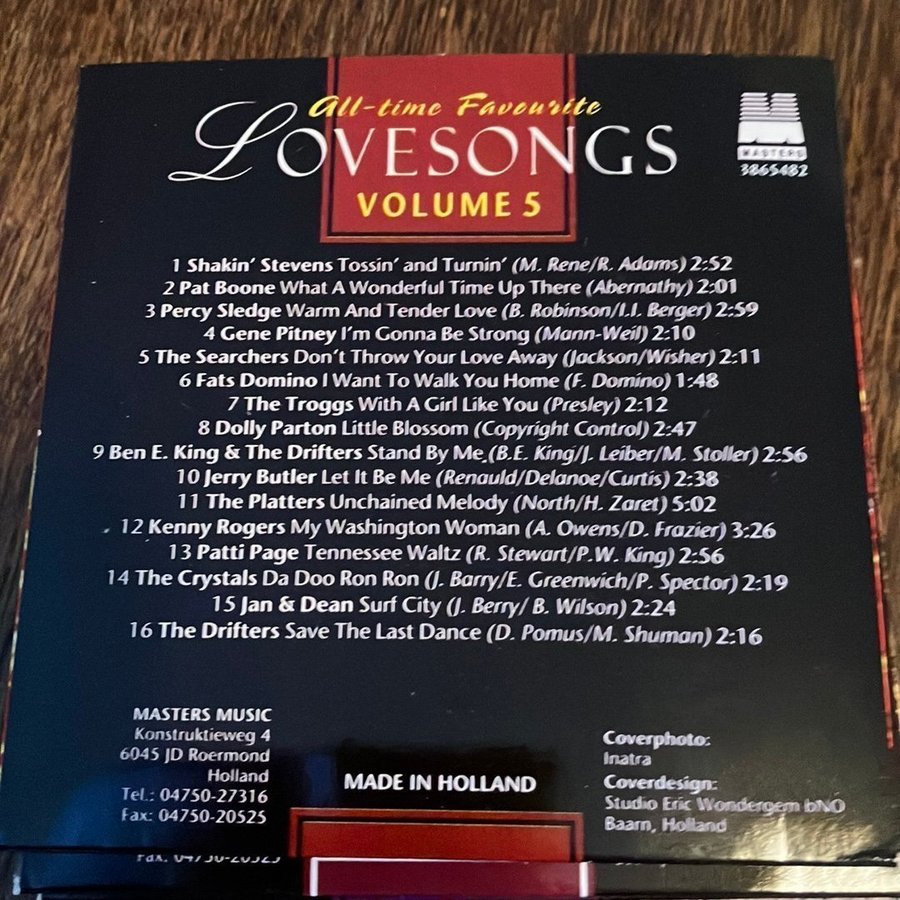 All-time Favourite
LOVESONGS
VOLUME 5
MASTERS
3865482
1 Shakin' Stevens Tossin' and Turnin' (M. Rene/R. Adams) 2:52
2 Pat Boone What A Wonderful Time Up There (Abernathy) 2:01
3 Percy Sledge Warm And Tender Love (B. Robinson/I.I. Berger) 2:59
4 Gene Pitney I'm Gonna Be Strong (Mann-Weil) 2:10
5 The Searchers Don't Throw Your Love Away (Jackson/Wisher) 2:11
6 Fats Domino I Want To Walk You Home (F. Domino) 1:48
7 The Troggs With A Girl Like You (Presley) 2:12
8 Dolly Parton Little Blossom (Copyright Control) 2:47
9 Ben E. King & The Drifters Stand By Me (B.E. King/J. Leiber/M. Stoller) 2:56
10 Jerry Butler Let It Be Me (Renauld/Delanoe/Curtis) 2:38
11 The Platters Unchained Melody (North/H. Zaret) 5:02
12 Kenny Rogers My Washington Woman (A. Owens/D. Frazier) 3:26
13 Patti Page Tennessee Waltz (R. Stewart/P.W. King) 2:56
14 The Crystals Da Doo Ron Ron (J. Barry/E. Greenwich/P. Spector) 2:19
15 Jan & Dean Surf City (J. Berry/ B. Wilson) 2:24
16 The Drifters Save The Last Dance (D. Pomus/M. Shuman) 2:16
MASTERS MUSIC
Konstruktieweg 4
6045 JD Roermond
Holland
Tel.: 04750-27316
Fax: 04750-20525
MADE IN HOLLAND
Coverphoto:
Inatra
Coverdesign:
Studio Eric Wondergem bNO
Baarn, Holland
Fax: 04750-20525